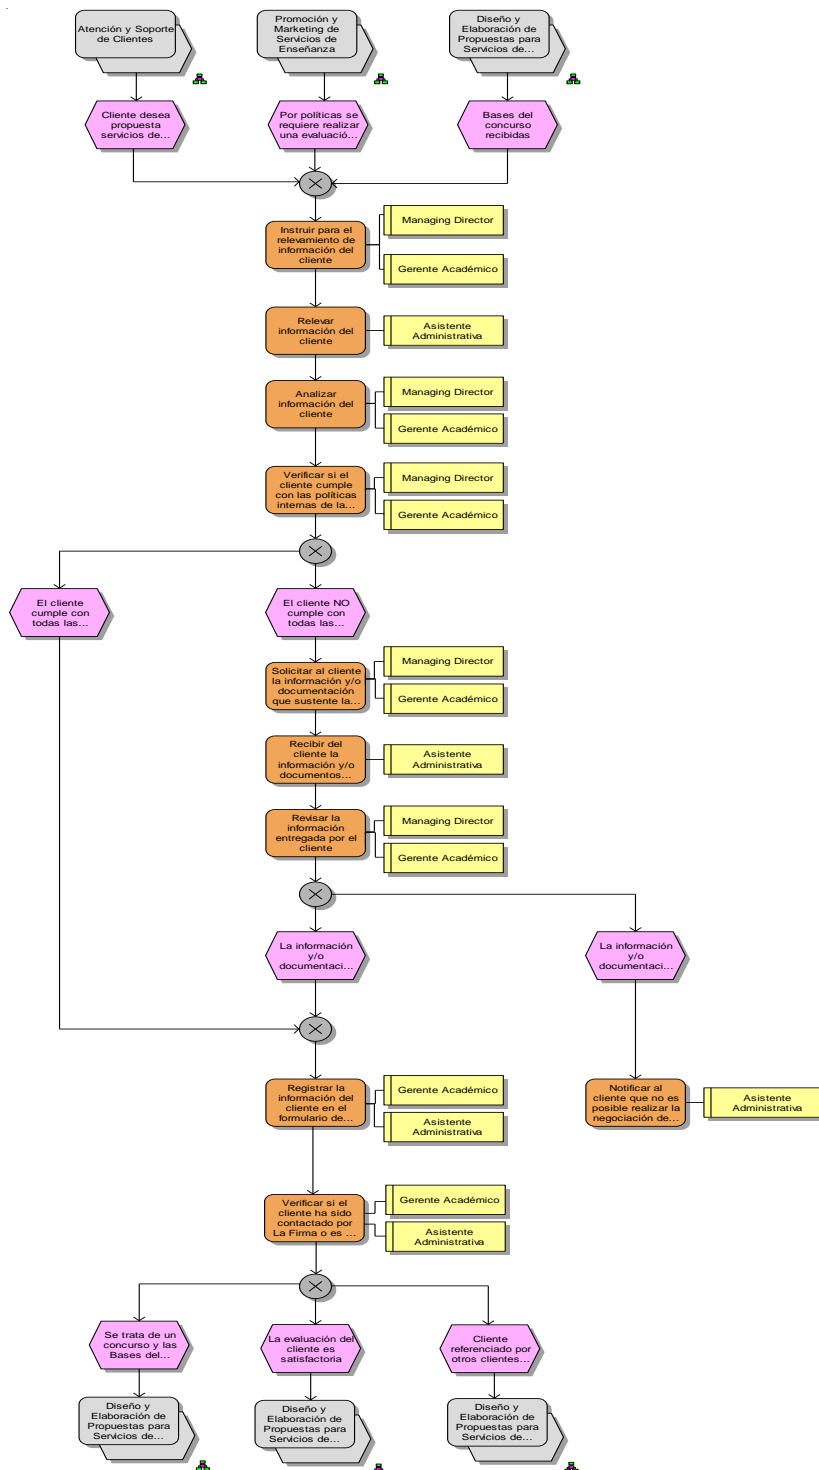 Atención y Soporte
de Clientes
Promoción y
Marketing de
Servicios de
Enseñanza
Diseño y
Elaboración de
Propuestas para
Servicios de...
Cliente desea
propuesta
servicios de...
Por políticas se
requiere realizar
una evaluació...
Bases del
concurso
recibidas
Instruir para el
relevamiento de
información del
cliente
Managing Director
Gerente Académico
Relevar
información del
cliente
Asistente
Administrativa
Analizar
información del
cliente
Managing Director
Gerente Académico
Verificar si el
cliente cumple
con las políticas
internas de la...
Managing Director
Gerente Académico
El cliente
cumple con
todas las...
El cliente NO
cumple con
todas las...
Solicitar al cliente
la información y/o
documentación
que sustente la...
Managing Director
Gerente Académico
Recibir del
cliente la
información y/o
documentos...
Asistente
Administrativa
Revisar la
información
entregada por el
cliente
Managing Director
Gerente Académico
La información
y/o
documentaci...
La información
y/o
documentaci...
Registrar la
información del
cliente en el
formulario de...
Gerente Académico
Asistente
Administrativa
Notificar al
cliente que no es
posible realizar la
negociación de...
Asistente
Administrativa
Verificar si el
cliente ha sido
contactado por
La Firma o es ...
Gerente Académico
Asistente
Administrativa
Se trata de un
concurso y las
Bases del...
La evaluación del
cliente es
satisfactoria
Cliente
referenciado por
otros clientes...
Diseño y
Elaboración de
Propuestas para
Servicios de...
Diseño y
Elaboración de
Propuestas para
Servicios de...
Diseño y
Elaboración de
Propuestas para
Servicios de...